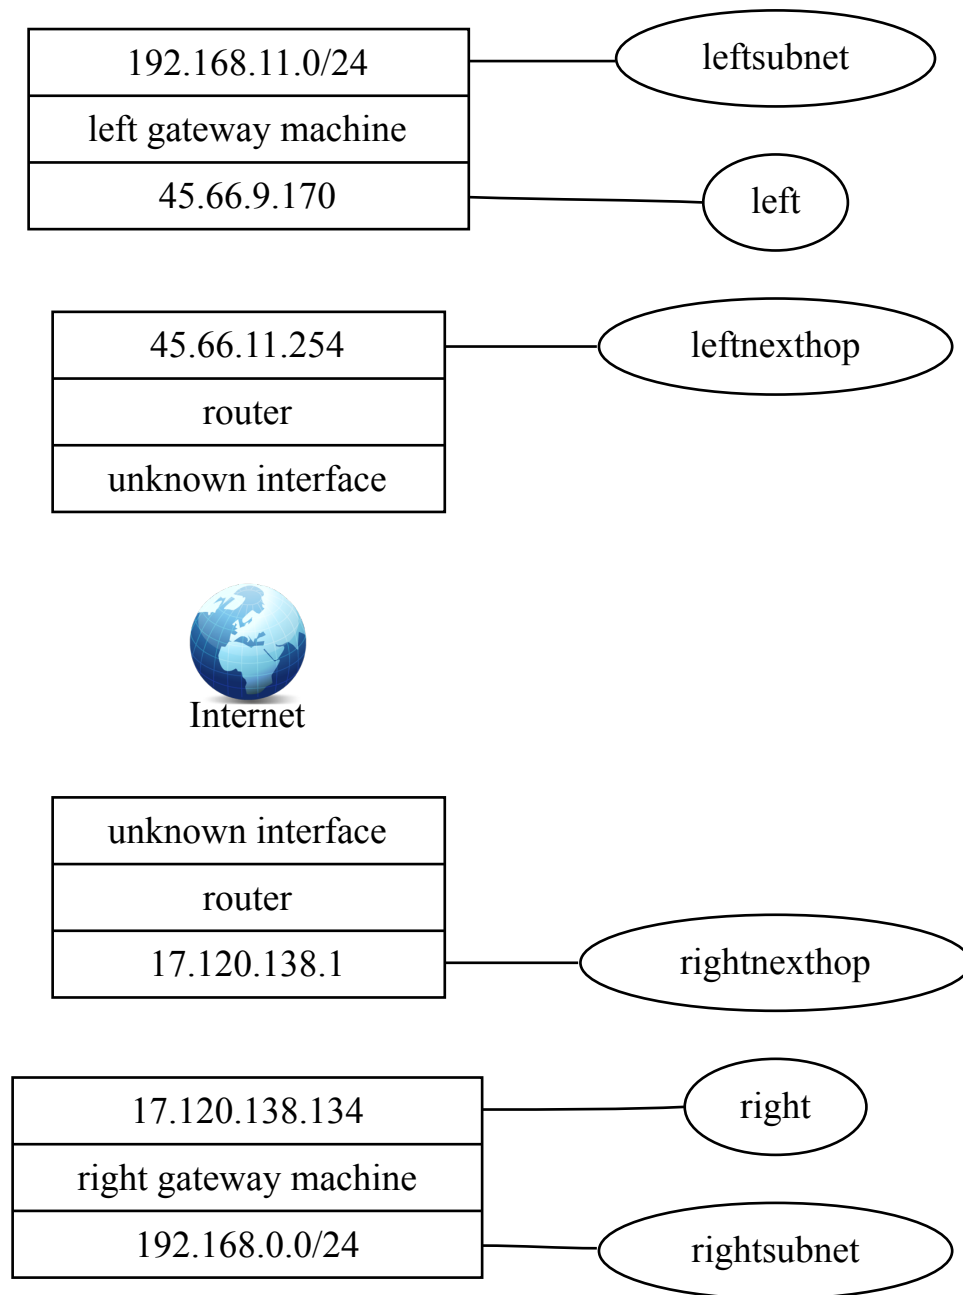 192.168.11.0/24
leftsubnet
left gateway machine
45.66.9.170
left
45.66.11.254
leftnexthop
router
unknown interface
Internet
unknown interface
router
17.120.138.1
rightnexthop
17.120.138.134
right
right gateway machine
192.168.0.0/24
rightsubnet